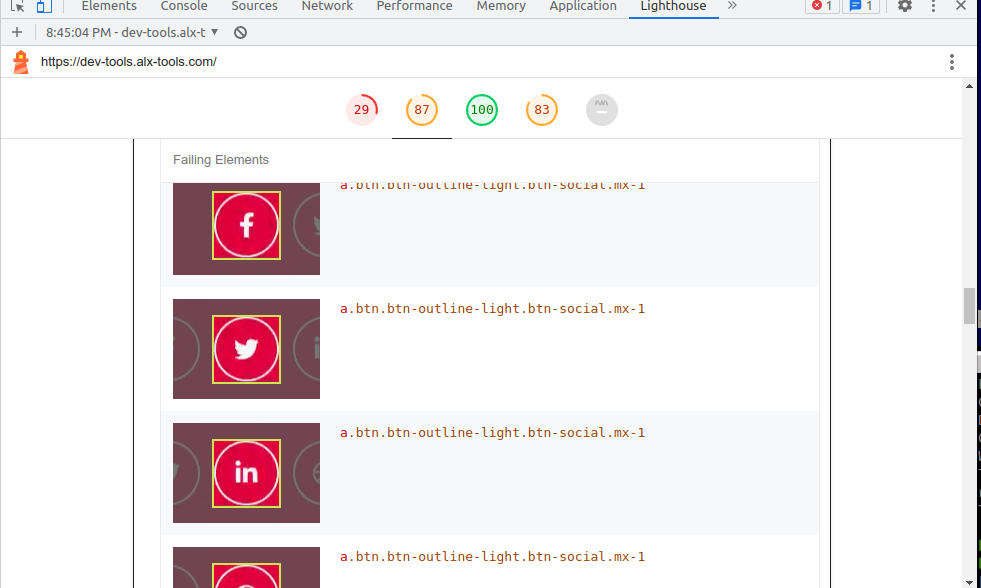 Elements Console Sources Network Performance Memory Application Lighthouse » 1 1
+ 8:45:04 PM - dev-tools.alx-t
https://dev-tools.alx-tools.com/
29 87 100 83 PWA
Failing Elements
a.btn.btn-outline-light.btn-social.mx-1
a.btn.btn-outline-light.btn-social.mx-1
in
a.btn.btn-outline-light.btn-social.mx-1
a.btn.btn-outline-light.btn-social.mx-1